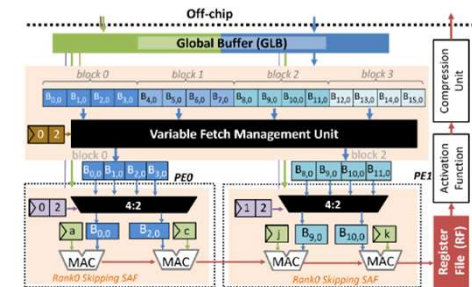 Off-chip
Global Buffer (GLB)
block 0 block 1 block 2 block 3
B0,0 B1,0 B2,0 B3,0 B4,0 B5,0 B6,0 B7,0 B8,0 B9,0 B10,0 B11,0 B12,0 B13,0 B14,0 B15,0
0 2 Variable Fetch Management Unit
block 0 block 2
B0,0 B1,0 B2,0 B3,0 PE0 B8,0 B9,0 B10,0 B11,0 PE1
0 2 4:2 1 2 4:2
a B0,0 B2,0 c j B9,0 B10,0 k
MAC MAC MAC MAC
Rank0 Skipping SAF Rank0 Skipping SAF
Compression
Unit
Activation
Function
Register
File (RF)